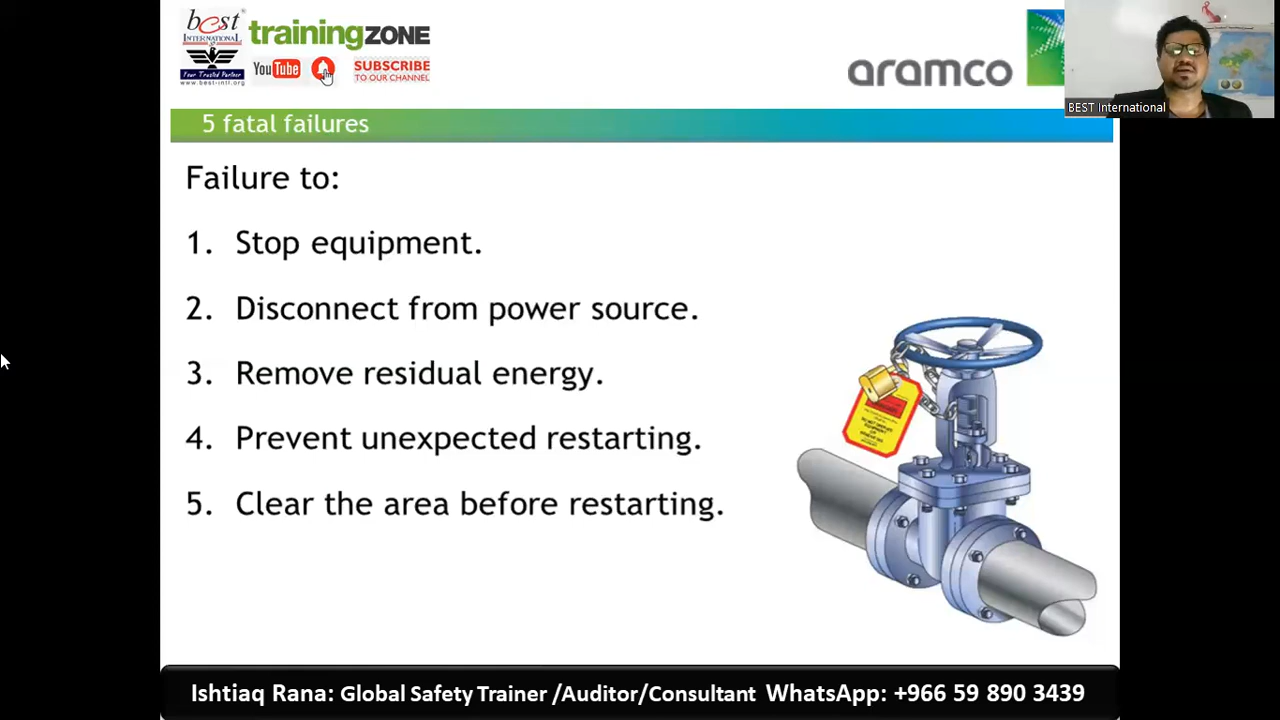 best
INTERNATIONAL
Your Trusted Partner
www.best-intl.org
trainingZONE
YouTube
SUBSCRIBE
TO OUR CHANNEL
aramco
BEST International
5 fatal failures
Failure to:
1. Stop equipment.
2. Disconnect from power source.
3. Remove residual energy.
4. Prevent unexpected restarting.
5. Clear the area before restarting.
Ishtiaq Rana: Global Safety Trainer /Auditor/Consultant WhatsApp: +966 59 890 3439